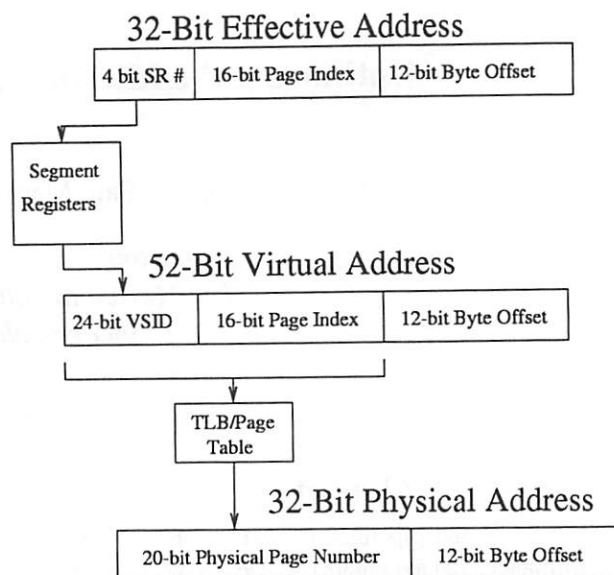 32-Bit Effective Address
4 bit SR # 16-bit Page Index 12-bit Byte Offset
Segment
Registers
52-Bit Virtual Address
24-bit VSID 16-bit Page Index 12-bit Byte Offset
TLB/Page
Table
32-Bit Physical Address
20-bit Physical Page Number 12-bit Byte Offset